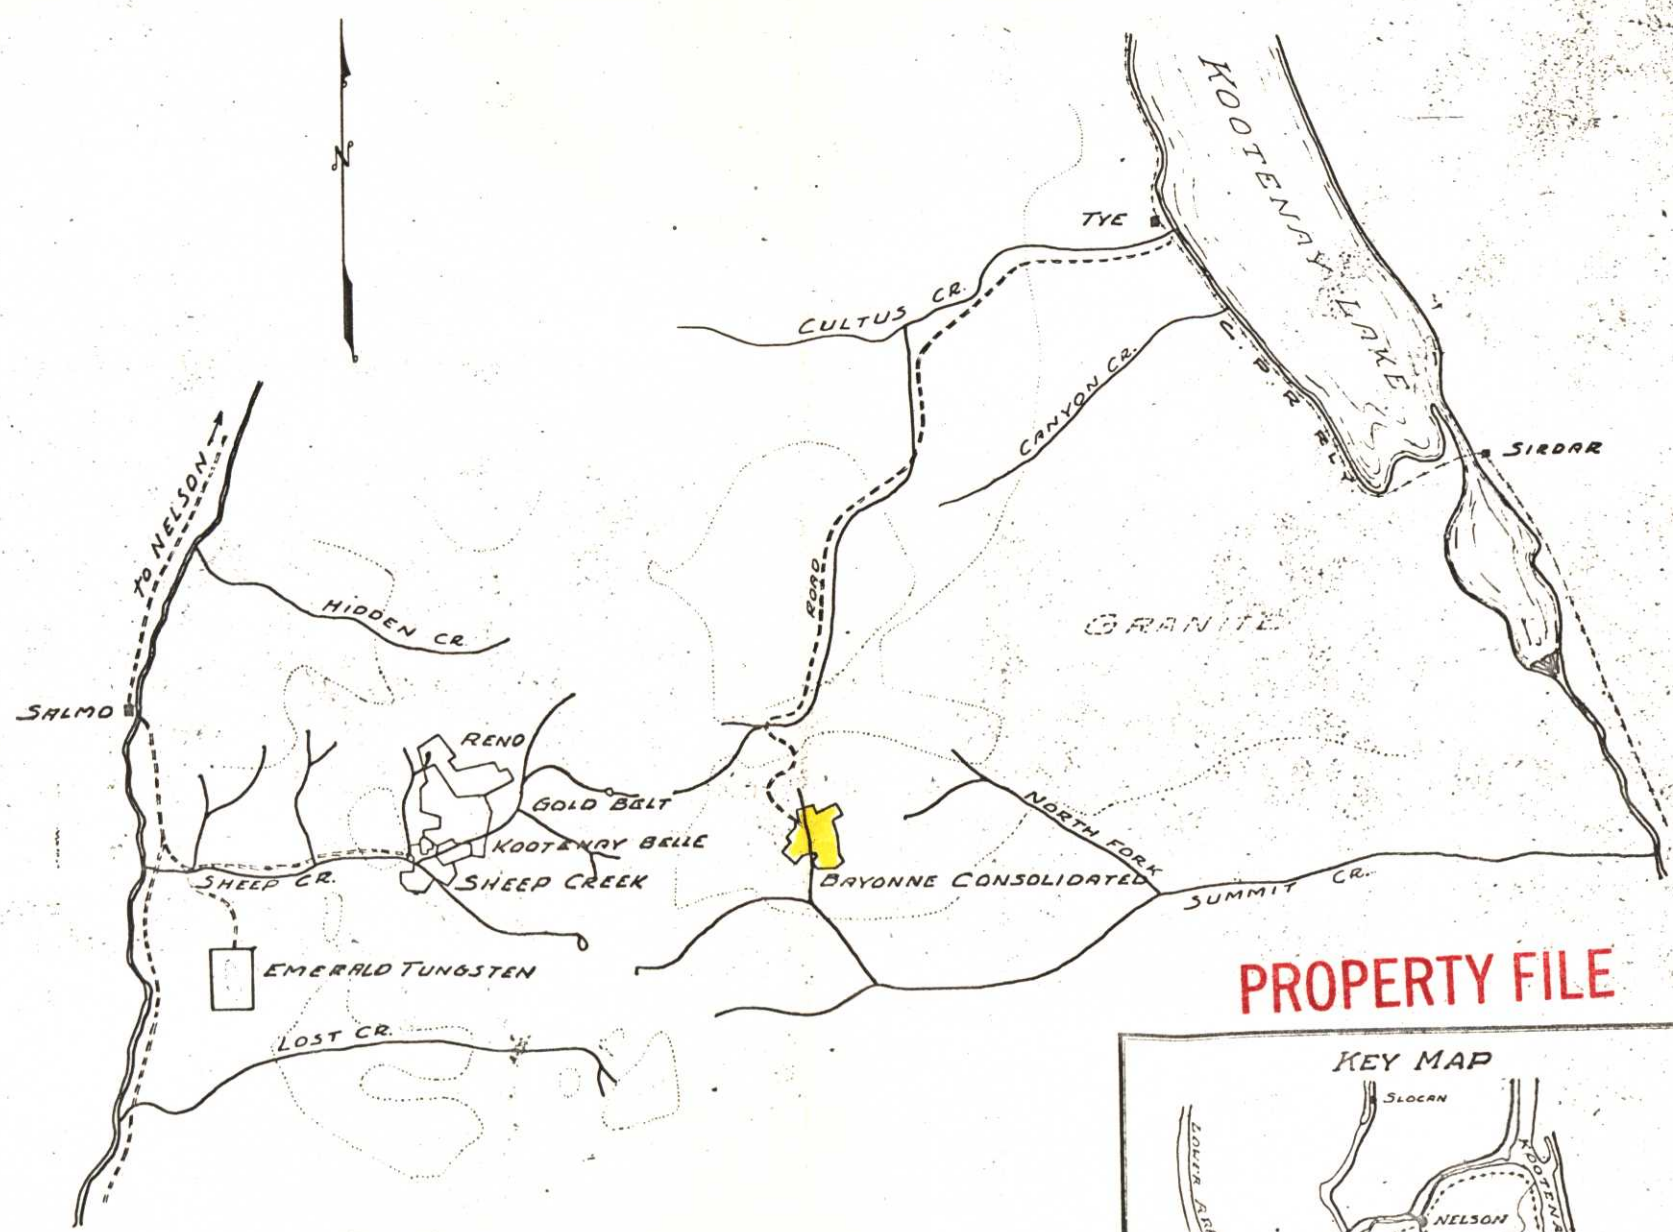 N
KOOTENAY LAKE
TYE
CULTUS CR.
CANYON CR.
C. P. R. RLY
SIRDAR
TO NELSON
HIDDEN CR.
ROAD
GRANITE
SALMO
RENO
GOLD BELT
KOOTENAY BELLE
NORTH FORK
SHEEP CR.
SHEEP CREEK
BAYONNE CONSOLIDATED
SUMMIT CR.
EMERALD TUNGSTEN
PROPERTY FILE
LOST CR.
KEY MAP
SLOCAN
LOWER
NELSON